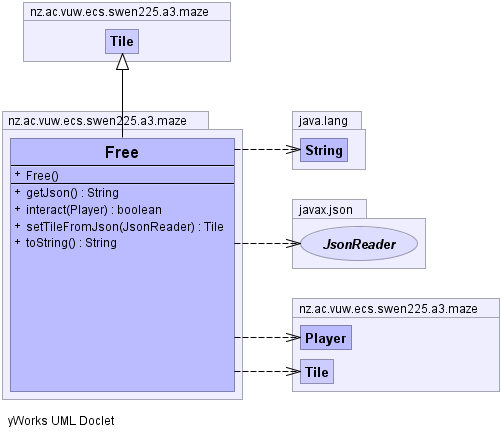 nz.ac.vuw.ecs.swen225.a3.maze
Tile
nz.ac.vuw.ecs.swen225.a3.maze
Free
+ Free()
+ getJson() : String
+ interact(Player) : boolean
+ setTileFromJson(JsonReader) : Tile
+ toString() : String
java.lang
String
javax.json
JsonReader
nz.ac.vuw.ecs.swen225.a3.maze
Player
Tile
yWorks UML Doclet